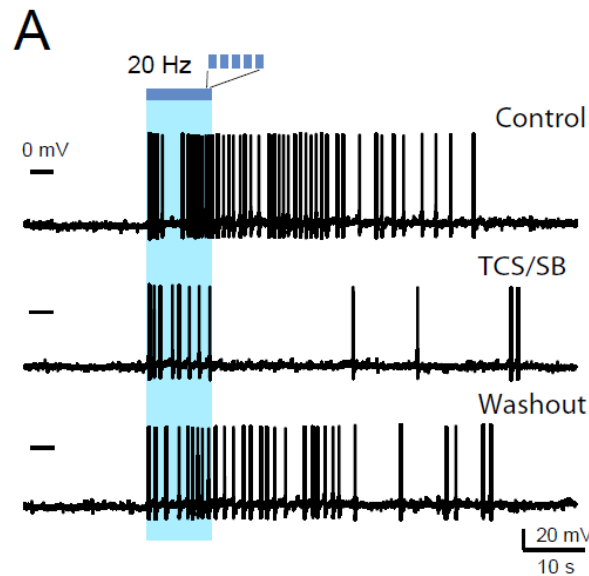 A
20 Hz
Control
0 mV
TCS/SB
Washout
20 mV
10 s